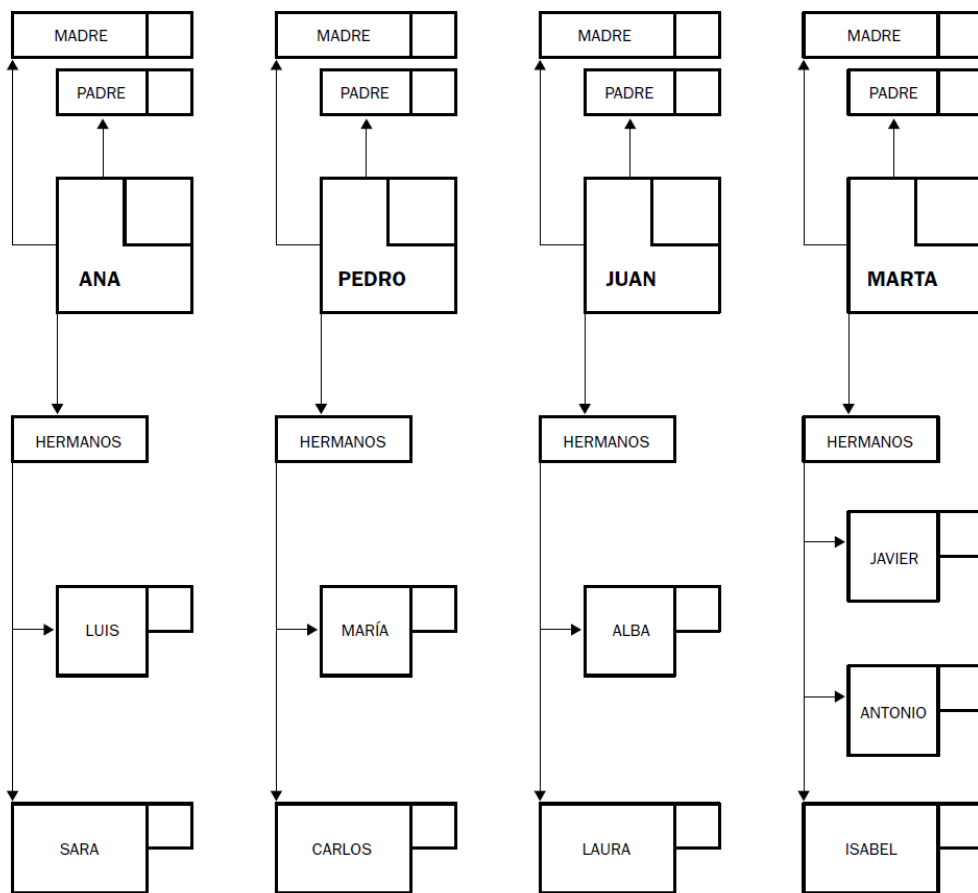 MADRE
MADRE
MADRE
MADRE
PADRE
PADRE
PADRE
PADRE
ANA
PEDRO
JUAN
MARTA
HERMANOS
HERMANOS
HERMANOS
HERMANOS
JAVIER
LUIS
MARÍA
ALBA
ANTONIO
SARA
CARLOS
LAURA
ISABEL